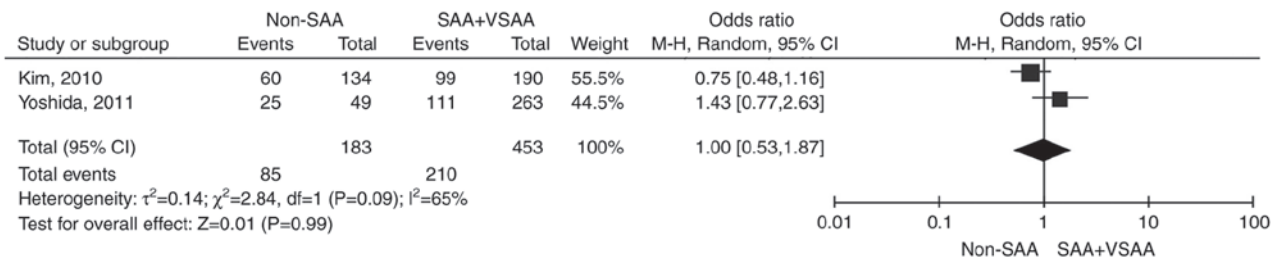 Non-SAA SAA+VSAA Odds ratio Odds ratio
Study or subgroup Events Total Events Total Weight M-H, Random, 95% CI M-H, Random, 95% CI
Kim, 2010 60 134 99 190 55.5% 0.75 [0.48,1.16]
Yoshida, 2011 25 49 111 263 44.5% 1.43 [0.77,2.63]
Total (95% CI) 183 453 100% 1.00 [0.53,1.87]
Total events 85 210
Heterogeneity: τ²=0.14; χ²=2.84, df=1 (P=0.09); I²=65%
Test for overall effect: Z=0.01 (P=0.99)
0.01 0.1 1 10 100
Non-SAA SAA+VSAA